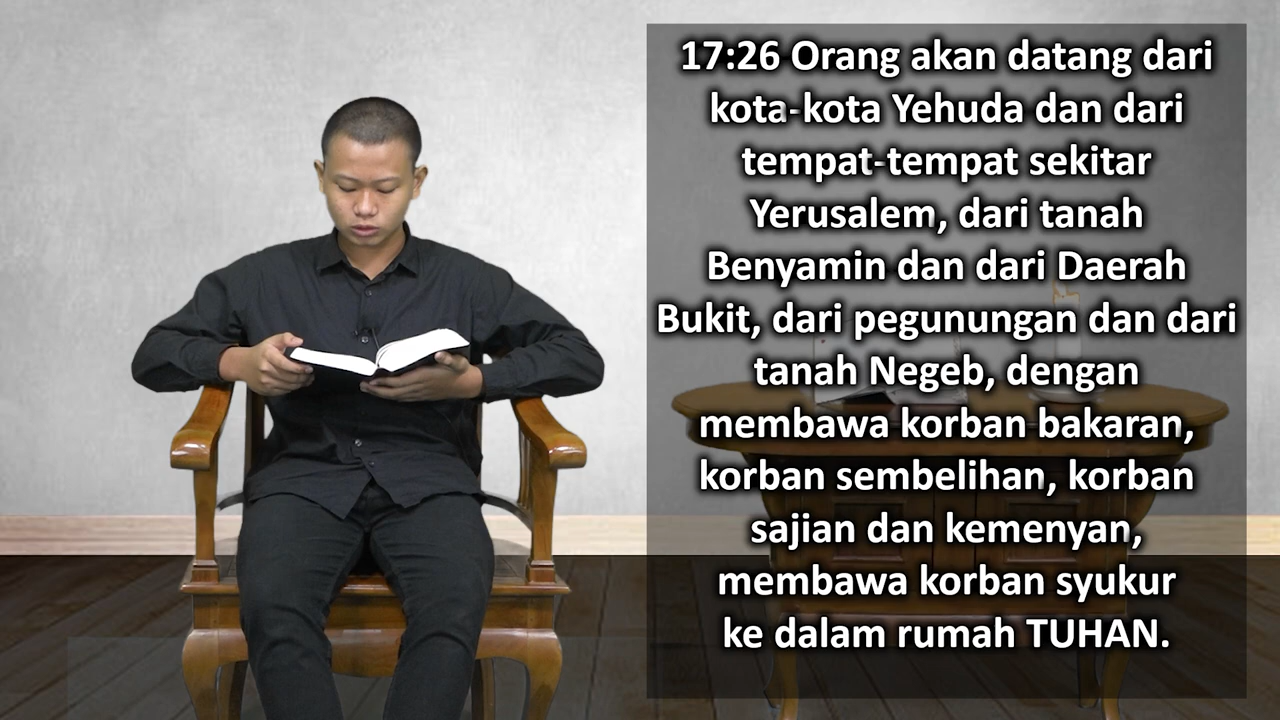 17:26 Orang akan datang dari
kota-kota Yehuda dan dari
tempat-tempat sekitar
Yerusalem, dari tanah
Benyamin dan dari Daerah
Bukit, dari pegunungan dan dari
tanah Negeb, dengan
membawa korban bakaran,
korban sembelihan, korban
sajian dan kemenyan,
membawa korban syukur
ke dalam rumah TUHAN.